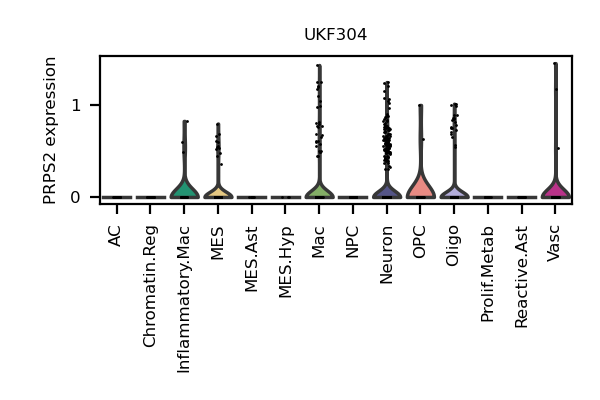 UKF304
PRPS2 expression
1
0
AC
Chromatin.Reg
Inflammatory.Mac
MES
MES.Ast
MES.Hyp
Mac
NPC
Neuron
OPC
Oligo
Prolif.Metab
Reactive.Ast
Vasc